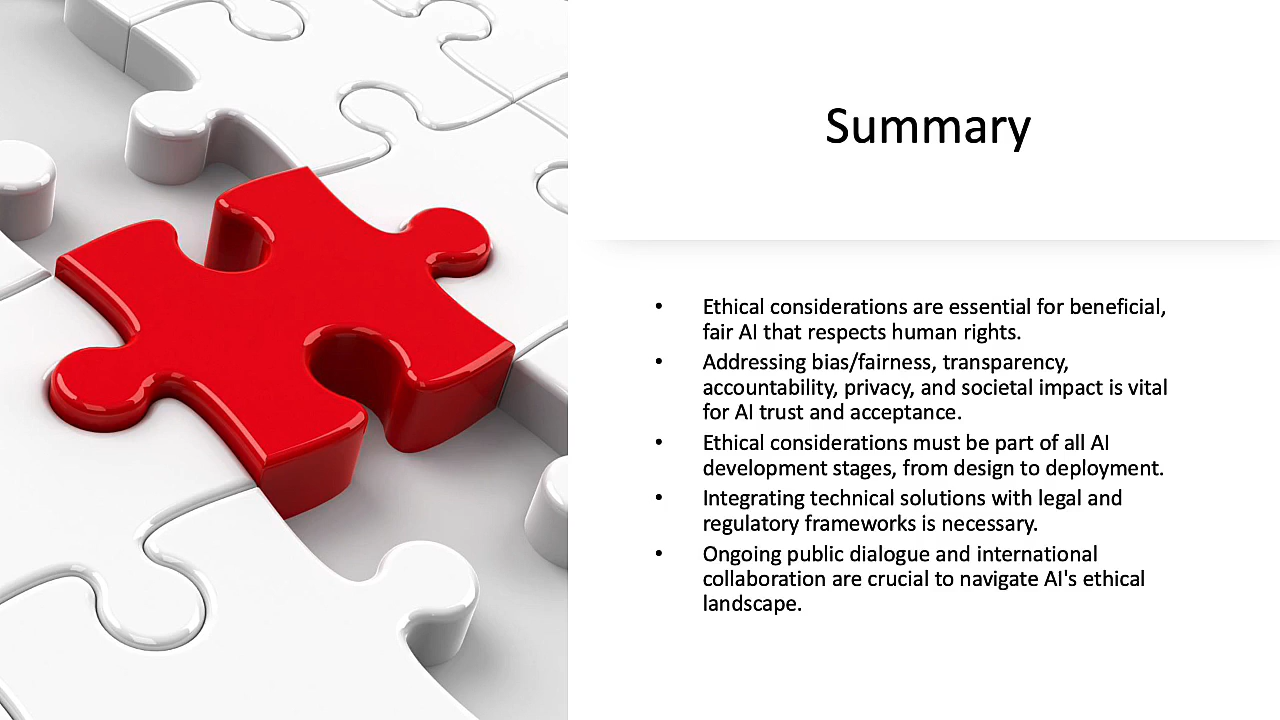 Summary
• Ethical considerations are essential for beneficial,
fair AI that respects human rights.
• Addressing bias/fairness, transparency,
accountability, privacy, and societal impact is vital
for AI trust and acceptance.
• Ethical considerations must be part of all AI
development stages, from design to deployment.
• Integrating technical solutions with legal and
regulatory frameworks is necessary.
• Ongoing public dialogue and international
collaboration are crucial to navigate AI's ethical
landscape.